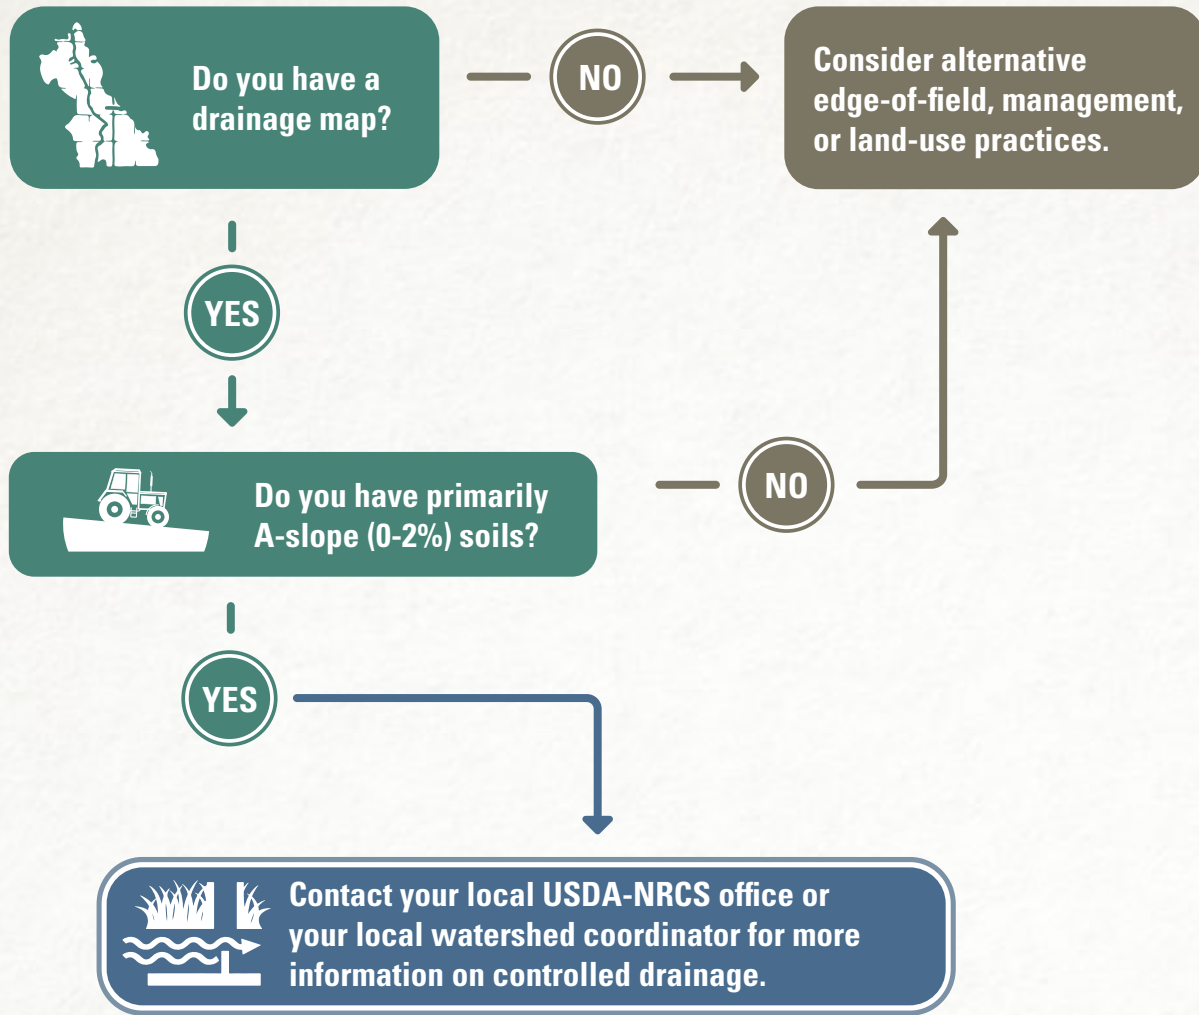 Do you have a
drainage map?
NO
Consider alternative
edge-of-field, management,
or land-use practices.
YES
Do you have primarily
A-slope (0-2%) soils?
NO
YES
Contact your local USDA-NRCS office or
your local watershed coordinator for more
information on controlled drainage.